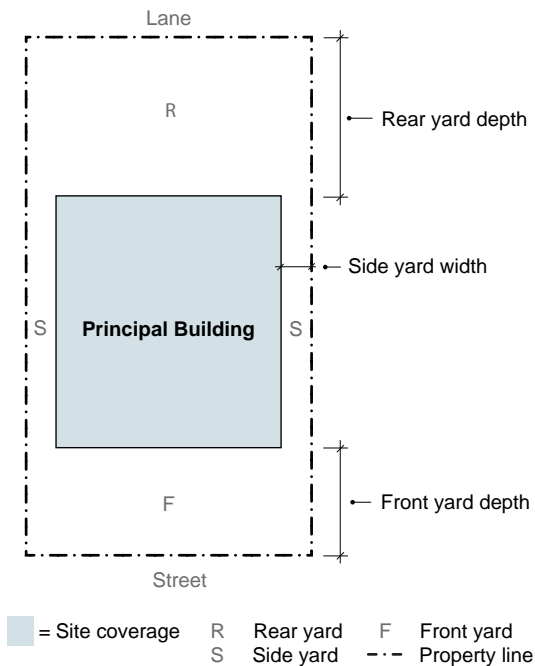 Lane
R
Rear yard depth
Side yard width
S
Principal Building
S
F
Front yard depth
Street
= Site coverage R Rear yard F Front yard
S Side yard Property line